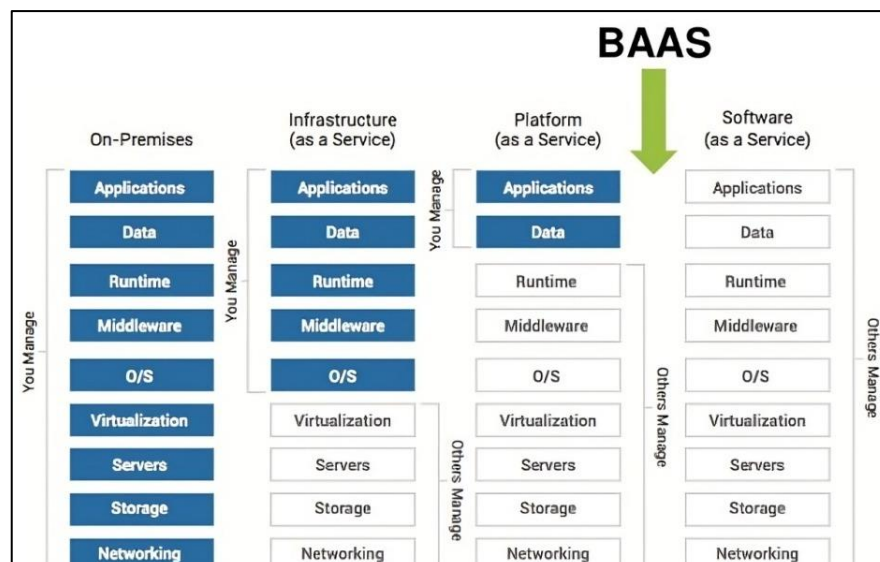 BAAS
On-Premises
Infrastructure
(as a Service)
Platform
(as a Service)
Software
(as a Service)
You Manage
Applications
Data
Runtime
Middleware
O/S
Virtualization
Servers
Storage
Networking
You Manage
Applications
Data
Runtime
Middleware
O/S
Virtualization
Servers
Storage
Networking
Others Manage
You Manage
Applications
Data
Runtime
Middleware
O/S
Virtualization
Servers
Storage
Networking
Others Manage
Applications
Data
Runtime
Middleware
O/S
Virtualization
Servers
Storage
Networking
Others Manage